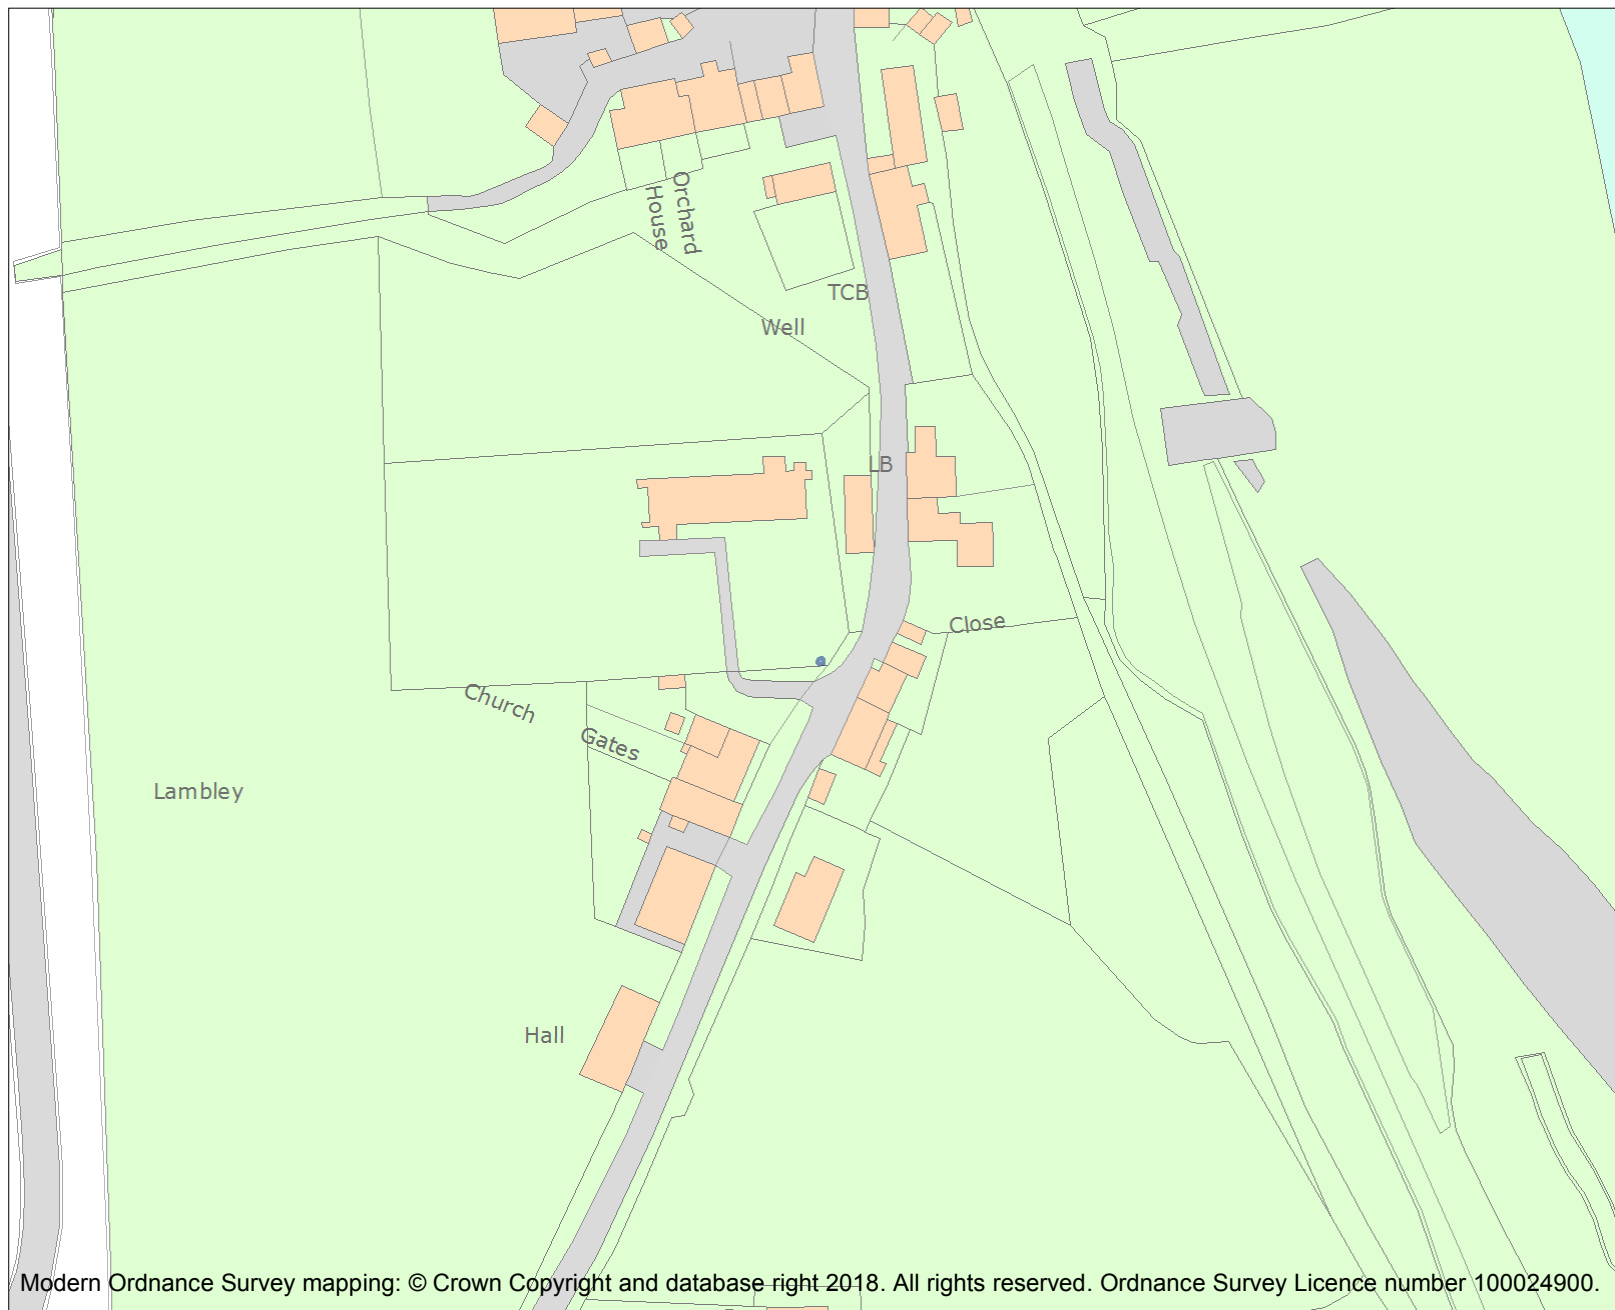 Orchard
House
TCB
Well
LB
Close
Church
Gates
Lambley
Hall
Modern Ordnance Survey mapping: © Crown Copyright and database right 2018. All rights reserved. Ordnance Survey Licence number 100024900.